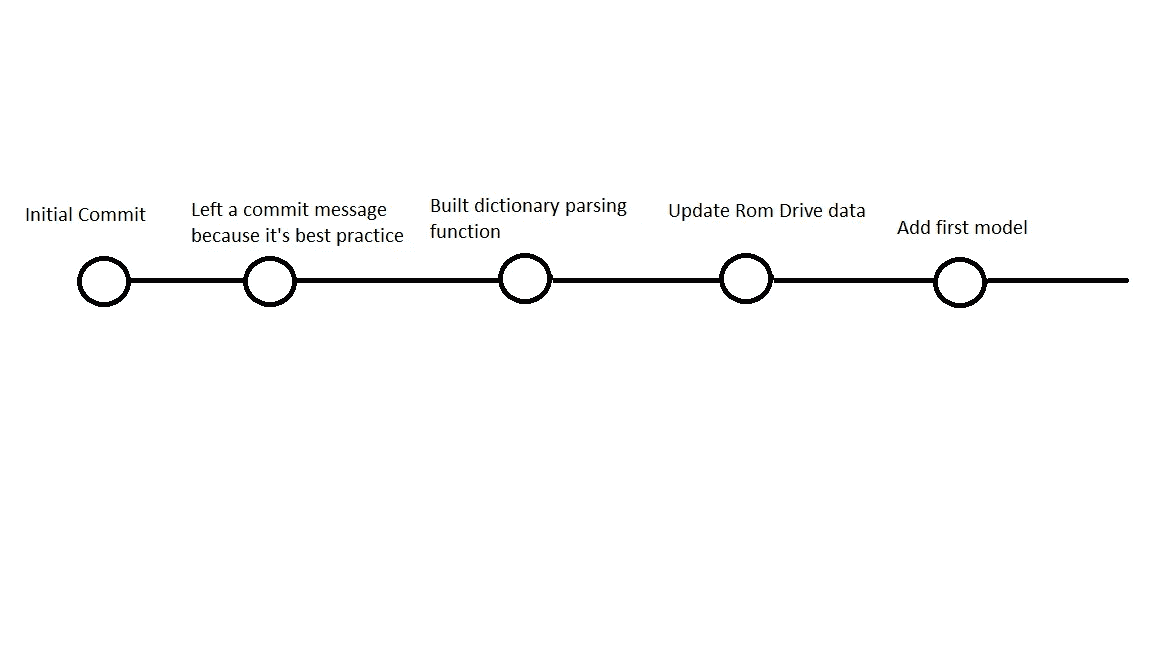 Initial Commit
Left a commit message
because it's best practice
Built dictionary parsing
function
Update Rom Drive data
Add first model